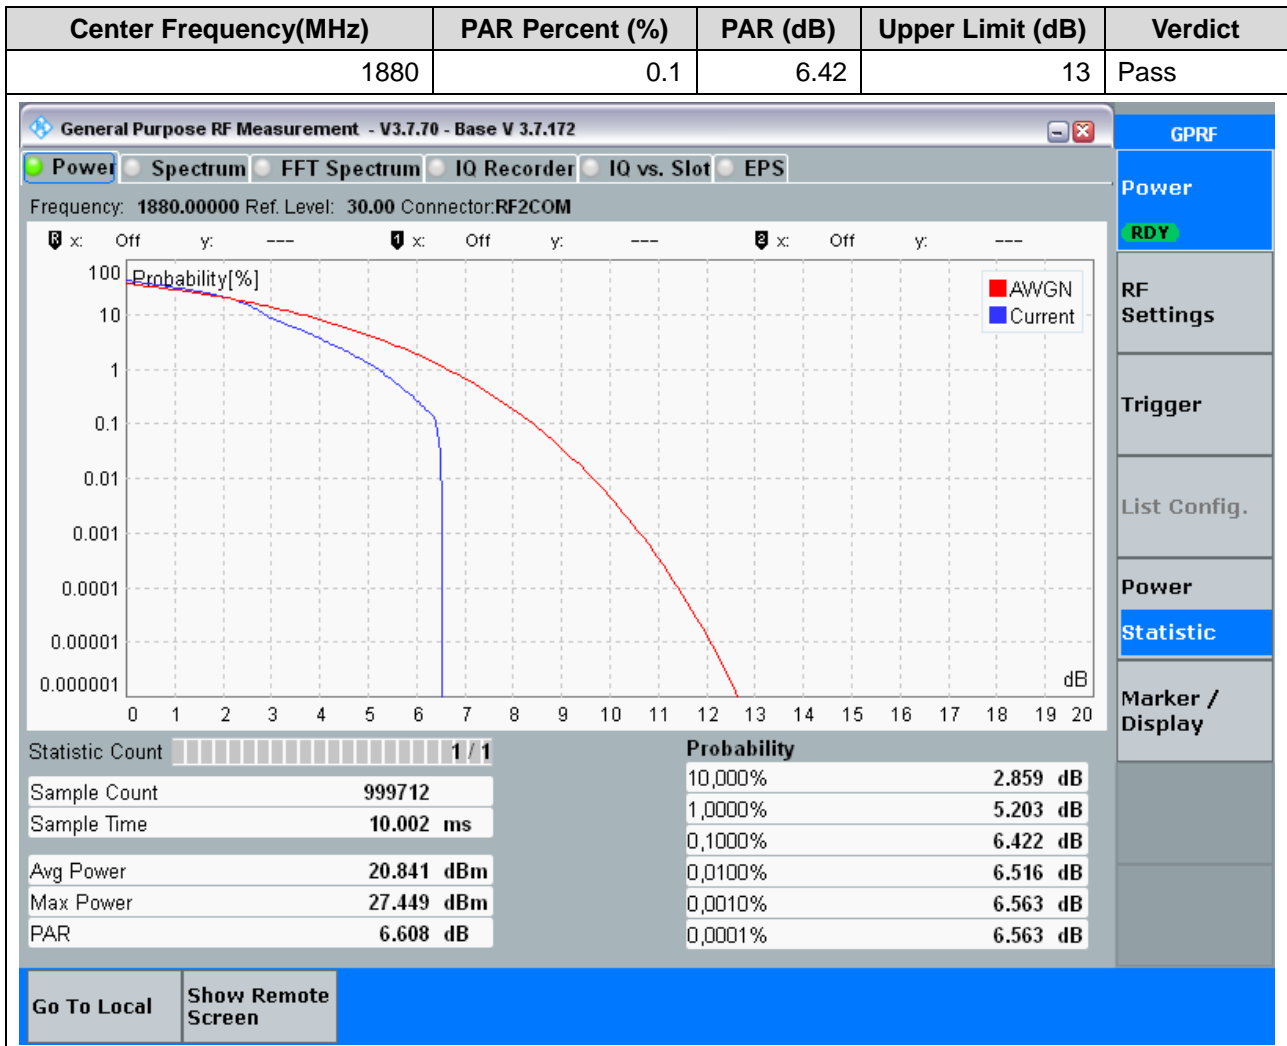 Center Frequency(MHz) PAR Percent (%) PAR (dB) Upper Limit (dB) Verdict
1880 0.1 6.42 13 Pass
General Purpose RF Measurement - V3.7.70 - Base V 3.7.172
GPRF
Power Spectrum FFT Spectrum IQ Recorder IQ vs. Slot EPS
Power
RDY
Frequency: 1880.00000 Ref. Level: 30.00 Connector:RF2COM
R x: Off y: --- 1 x: Off y: --- 2 x: Off y: ---
Probability[%]
100
10
1
0.1
0.01
0.001
0.0001
0.00001
0.000001
AWGN
Current
dB
0 1 2 3 4 5 6 7 8 9 10 11 12 13 14 15 16 17 18 19 20
RF
Settings
Trigger
List Config.
Power
Statistic
Marker /
Display
Statistic Count 1 / 1
Sample Count 999712
Sample Time 10.002 ms
Avg Power 20.841 dBm
Max Power 27.449 dBm
PAR 6.608 dB
Probability
10,000% 2.859 dB
1,0000% 5.203 dB
0,1000% 6.422 dB
0,0100% 6.516 dB
0,0010% 6.563 dB
0,0001% 6.563 dB
Go To Local
Show Remote
Screen